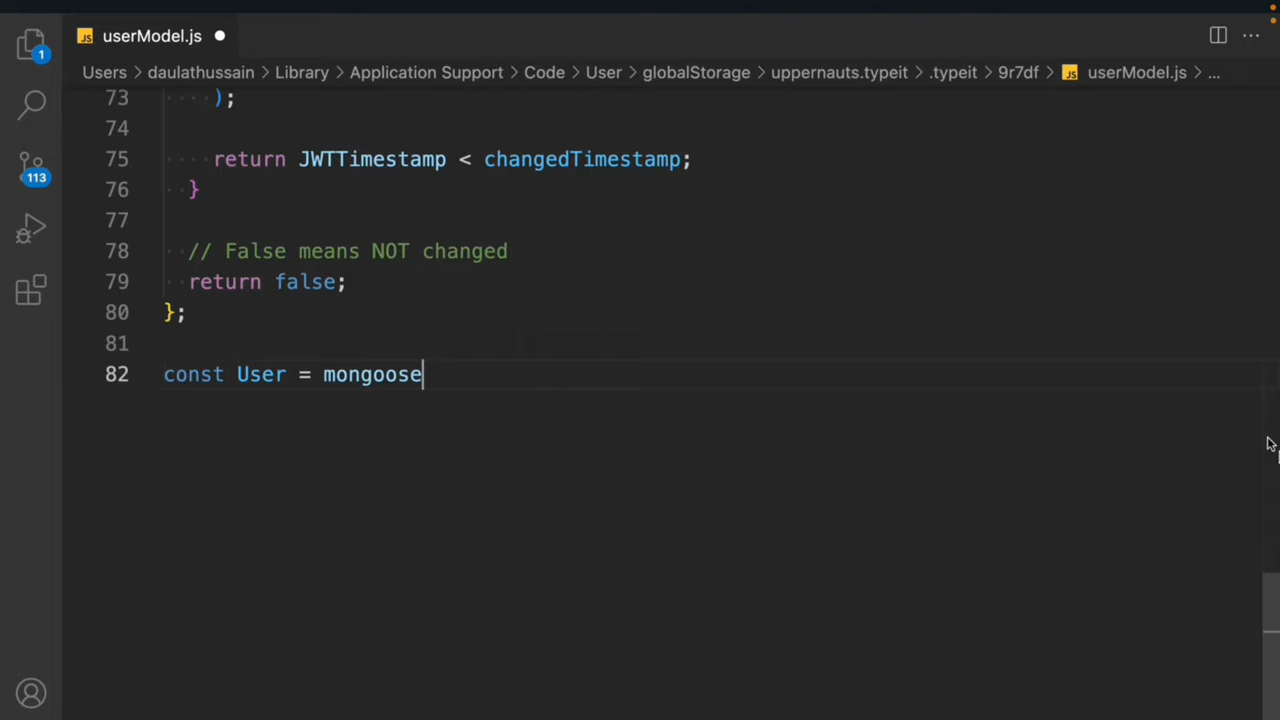 JS userModel.js
1
Users > daulathussain > Library > Application Support > Code > User > globalStorage > uppernauts.typeit > .typeit > 9r7df > JS userModel.js > ...
73 );
74
75 return JWTTimestamp < changedTimestamp;
76 }
77
78 // False means NOT changed
79 return false;
80 };
81
82 const User = mongoose
113